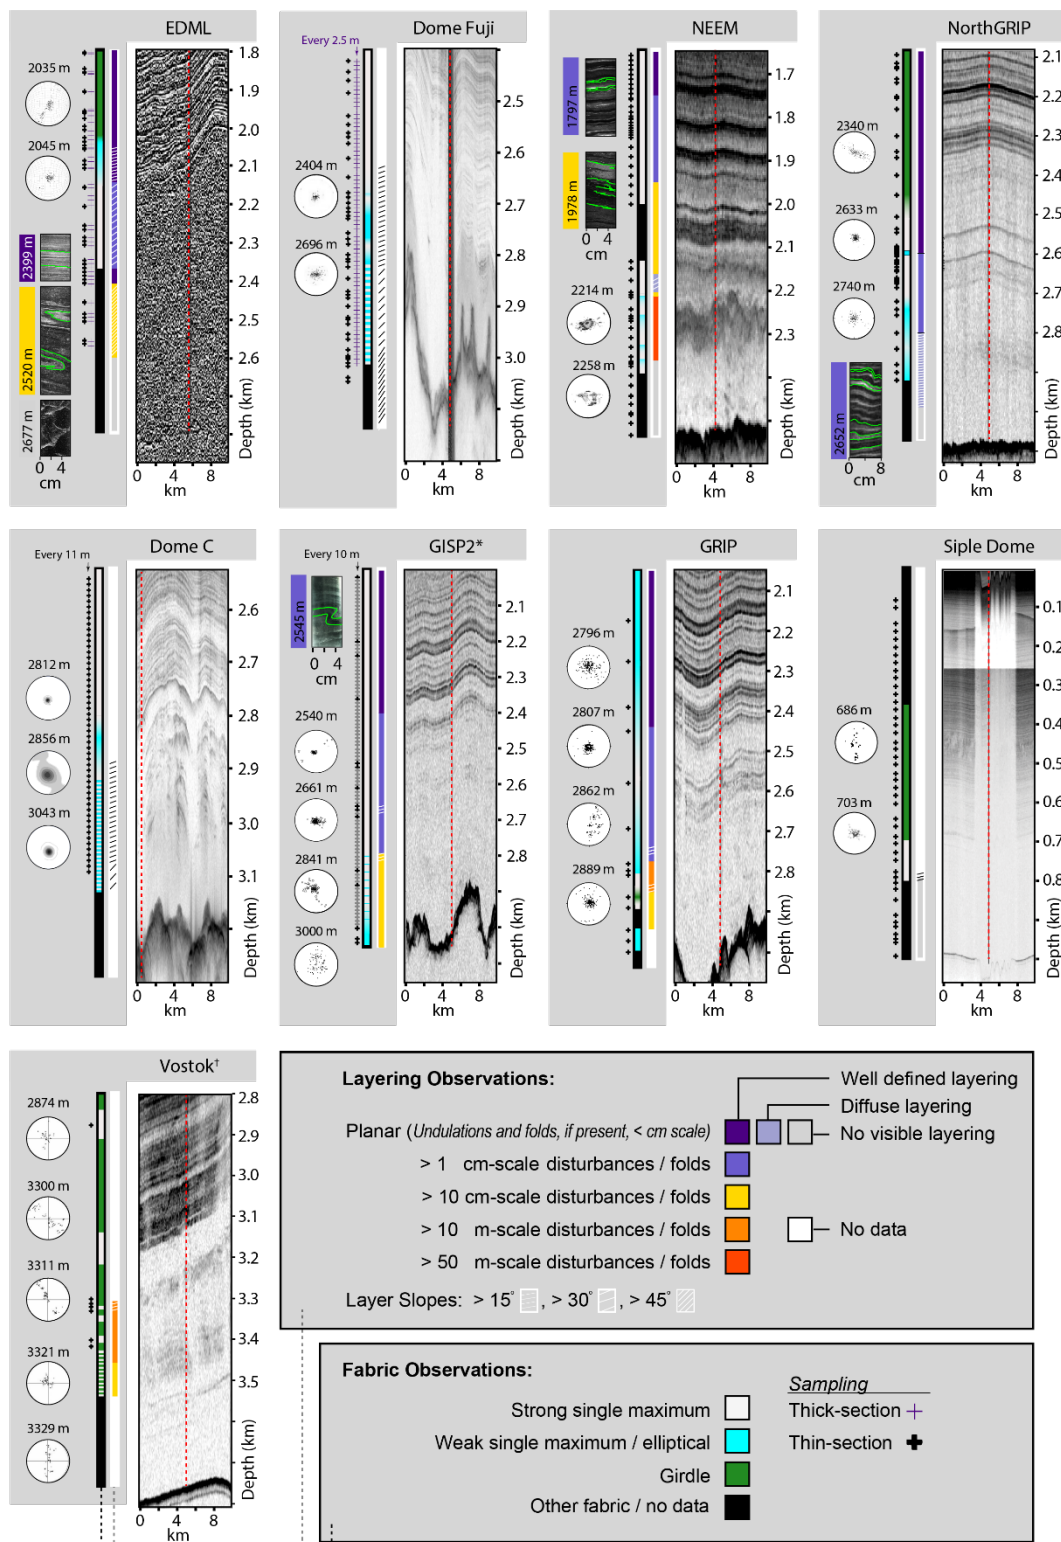 EDML
2035 m
2045 m
2399 m
2520 m
2677 m
0 4
cm
1.8
1.9
2.0
2.1
2.2
2.3
2.4
2.5
2.6
Depth (km)
0 4 8
km
Dome Fuji
Every 2.5 m
2404 m
2696 m
2.5
2.6
2.7
2.8
2.9
3.0
Depth (km)
0 4 8
km
NEEM
1797 m
1978 m
0 4
cm
2214 m
2258 m
1.7
1.8
1.9
2.0
2.1
2.2
2.3
Depth (km)
0 4 8
km
NorthGRIP
2340 m
2633 m
2740 m
2652 m
0 8
cm
2.1
2.2
2.3
2.4
2.5
2.6
2.7
2.8
2.9
Depth (km)
0 4 8
km
Dome C
Every 11 m
2812 m
2856 m
3043 m
2.6
2.7
2.8
2.9
3.0
3.1
Depth (km)
0 4 8
km
GISP2*
Every 10 m
2545 m
0 4
cm
2540 m
2661 m
2841 m
3000 m
2.1
2.2
2.3
2.4
2.5
2.6
2.7
2.8
Depth (km)
0 4 8
km
GRIP
2796 m
2807 m
2862 m
2889 m
2.1
2.2
2.3
2.4
2.5
2.6
2.7
2.8
Depth (km)
0 4 8
km
Siple Dome
686 m
703 m
0.1
0.2
0.3
0.4
0.5
0.6
0.7
0.8
0.9
Depth (km)
0 4 8
km
Vostok†
2874 m
3300 m
3311 m
3321 m
3329 m
2.8
2.9
3.0
3.1
3.2
3.3
3.4
3.5
Depth (km)
0 4 8
km
Layering Observations:
Well defined layering
Diffuse layering
Planar (Undulations and folds, if present, < cm scale)
No visible layering
> 1 cm-scale disturbances / folds
> 10 cm-scale disturbances / folds
> 10 m-scale disturbances / folds
No data
> 50 m-scale disturbances / folds
Layer Slopes: > 15° , > 30° , > 45°
Fabric Observations:
Sampling
Strong single maximum
Thick-section
Weak single maximum / elliptical
Thin-section
Girdle
Other fabric / no data